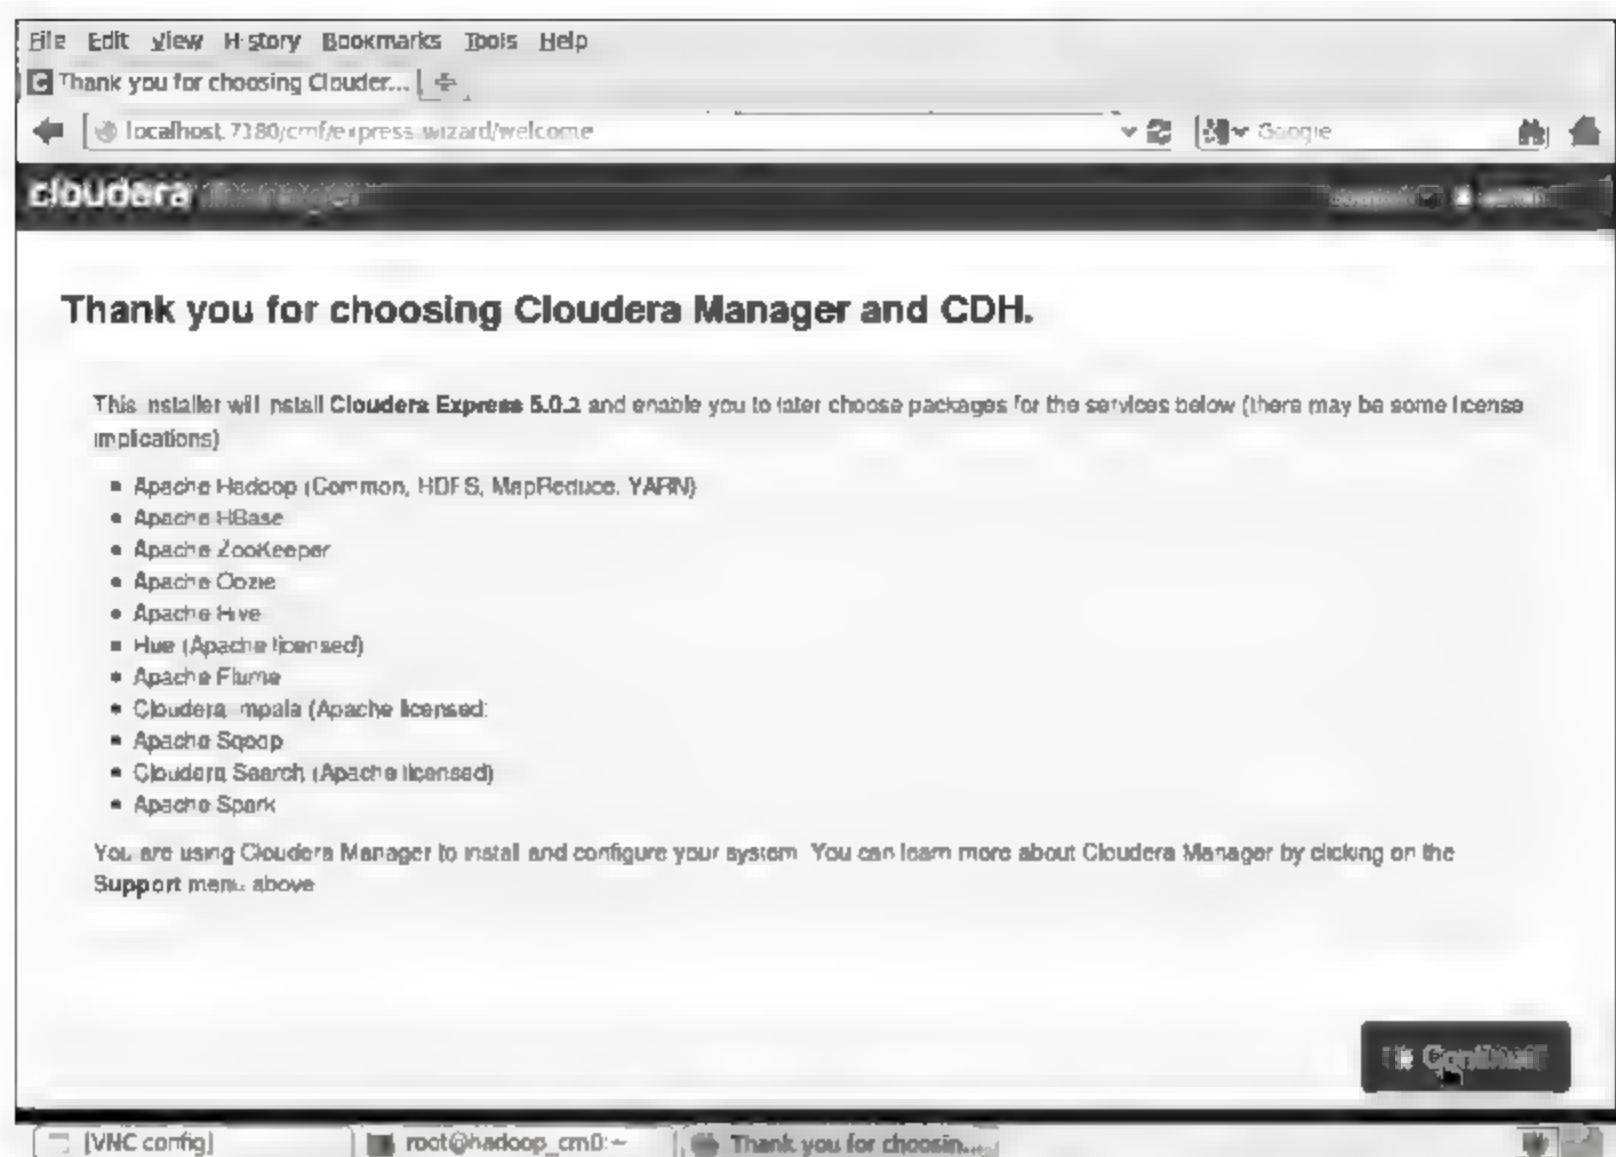 File Edit View History Bookmarks Tools Help
Thank you for choosing Clouder...
localhost:7180/cmf/express-wizard/welcome
Google
cloudera manager
Thank you for choosing Cloudera Manager and CDH.
This installer will install Cloudera Express 5.0.2 and enable you to later choose packages for the services below (there may be some license
implications)
Apache Hadoop (Common, HDFS, MapReduce, YARN)
Apache HBase
Apache ZooKeeper
Apache Oozie
Apache Hive
Hue (Apache licensed)
Apache Flume
Cloudera Impala (Apache licensed)
Apache Sqoop
Cloudera Search (Apache licensed)
Apache Spark
You are using Cloudera Manager to install and configure your system. You can learn more about Cloudera Manager by clicking on the
Support menu above
Continue
[VNC config]
root@hadoop_cm0:~
Thank you for choosin...